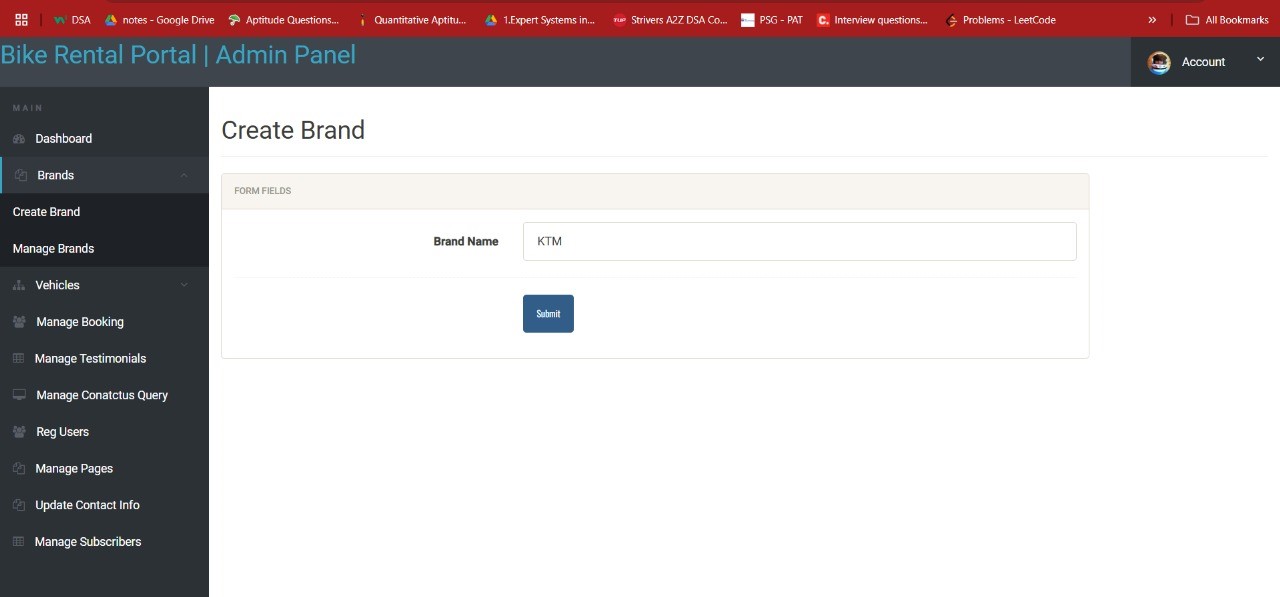 DSA notes - Google Drive Aptitude Questions... Quantitative Aptitu... 1.Expert Systems in... Strivers A2Z DSA Co... PSG - PAT Interview questions... Problems - LeetCode » All Bookmarks
Bike Rental Portal | Admin Panel
Account
MAIN
Dashboard
Brands
Create Brand
Manage Brands
Vehicles
Manage Booking
Manage Testimonials
Manage Conatctus Query
Reg Users
Manage Pages
Update Contact Info
Manage Subscribers
Create Brand
FORM FIELDS
Brand Name KTM
Submit